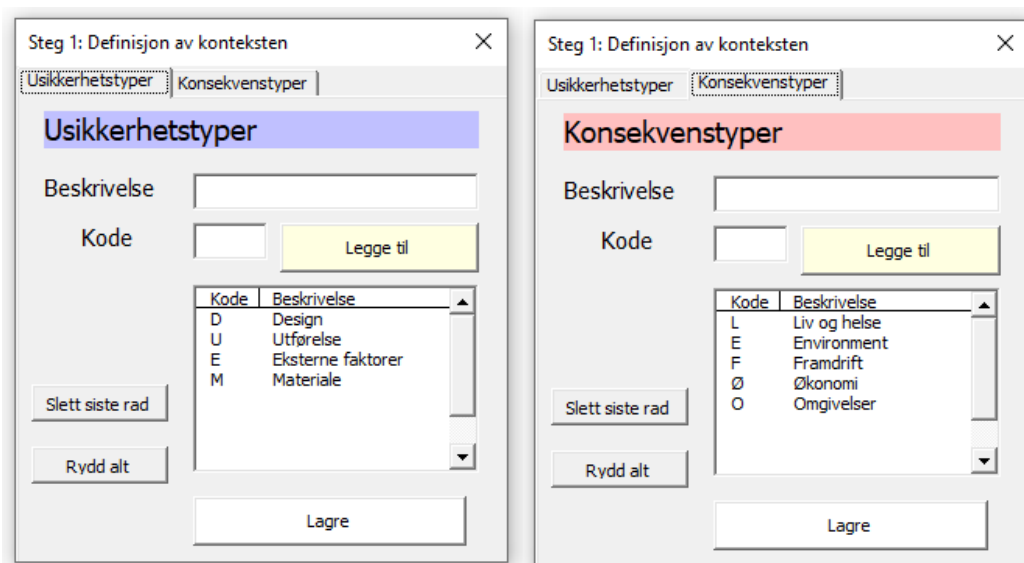 Steg 1: Definisjon av konteksten
Usikkerhetstyper Konsekvenstyper
Usikkerhetstyper
Beskrivelse
Kode Legge til
Kode Beskrivelse
D Design
U Utførelse
E Eksterne faktorer
M Materiale
Slett siste rad
Rydd alt
Lagre
Steg 1: Definisjon av konteksten
Usikkerhetstyper Konsekvenstyper
Konsekvenstyper
Beskrivelse
Kode Legge til
Kode Beskrivelse
L Liv og helse
E Environment
F Framdrift
Ø Økonomi
O Omgivelser
Slett siste rad
Rydd alt
Lagre